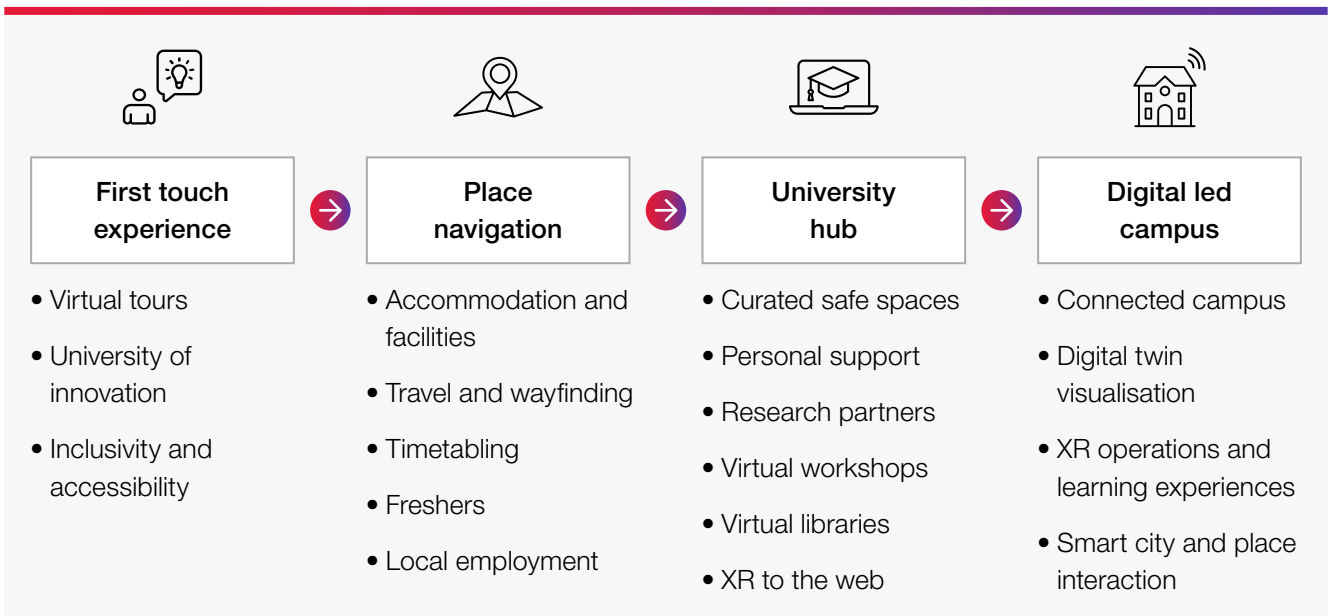 First touch
experience
• Virtual tours
• University of
innovation
• Inclusivity and
accessibility
Place
navigation
• Accommodation and
facilities
• Travel and wayfinding
• Timetabling
• Freshers
• Local employment
University
hub
• Curated safe spaces
• Personal support
• Research partners
• Virtual workshops
• Virtual libraries
• XR to the web
Digital led
campus
• Connected campus
• Digital twin
visualisation
• XR operations and
learning experiences
• Smart city and place
interaction